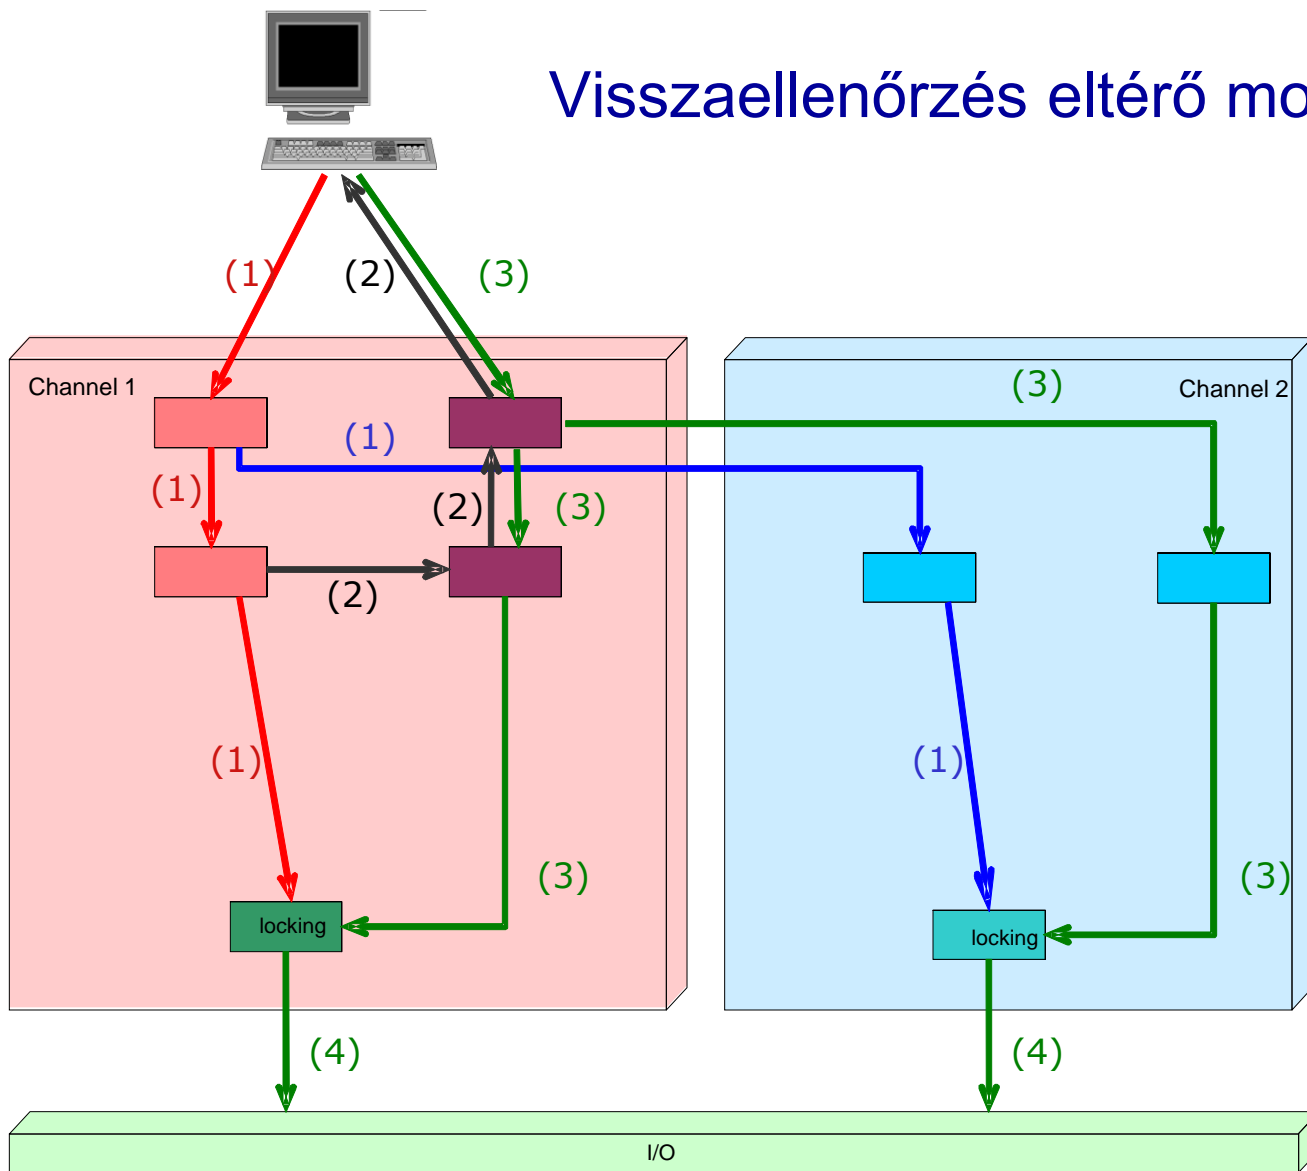 Visszaellenőrzés eltérő
(1)
(2)
(3)
Channel 1
(3)
Channel 2
(1)
(1)
(2)
(3)
(2)
(1)
(1)
(3)
(3)
locking
locking
(4)
(4)
I/O